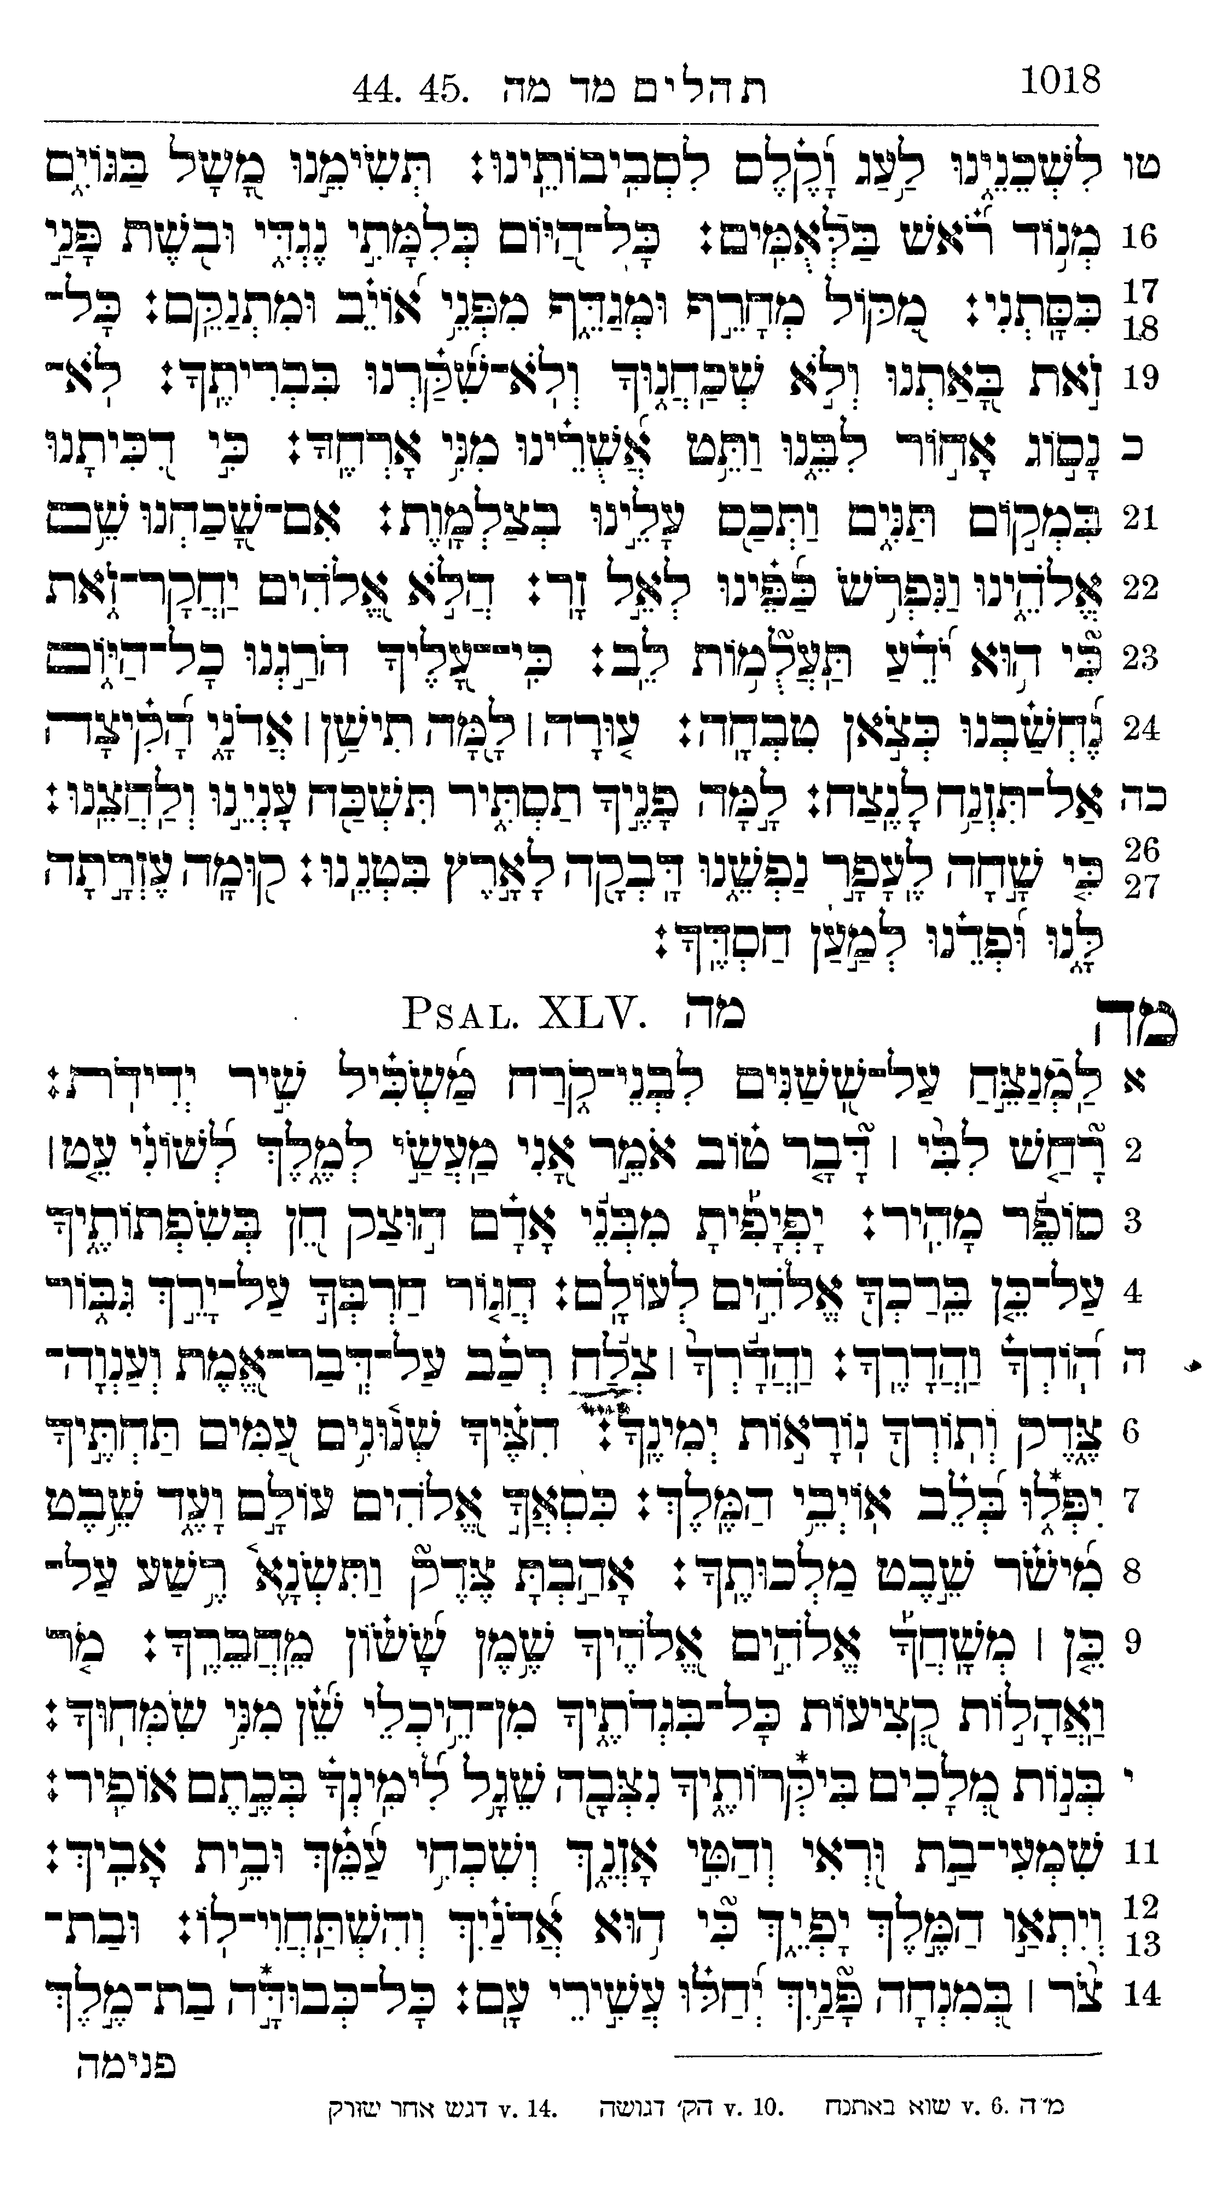 תהלים מד מה 44. 45. 1018
טו לִשְׁכֵנֵינוּ לַעַג וָקֶלֶס לִסְבִיבוֹתֵינוּ׃ תְּשִׂימֵנוּ מָשָׁל בַּגּוֹיִם
16 מְנוֹד רֹאשׁ בַּלְאֻמִּים׃ כָּל־הַיּוֹם כְּלִמָּתִי נֶגְדִּי וּבֹשֶׁת פָּנַי
17 18 כִּסָּתְנִי׃ מִקּוֹל מְחָרֵף וּמְגַדֵּף מִפְּנֵי אוֹיֵב וּמִתְנַקֵּם׃ כָּל־
19 זֹאת בָּאַתְנוּ וְלֹא שְׁכַחֲנוּךָ וְלֹא־שִׁקַּרְנוּ בִּבְרִיתֶךָ׃ לֹא־
כ נָסוֹג אָחוֹר לִבֵּנוּ וַתֵּט אֲשֻׁרֵינוּ מִנִּי אָרְחֶךָ׃ כִּי דִכִּיתָנוּ
21 בִּמְקוֹם תַּנִּים וַתְּכַס עָלֵינוּ בְצַלְמָוֶת׃ אִם־שָׁכַחְנוּ שֵׁם
22 אֱלֹהֵינוּ וַנִּפְרֹשׂ כַּפֵּינוּ לְאֵל זָר׃ הֲלֹא אֱלֹהִים יַחֲקָר־זֹאת
23 כִּי הוּא יֹדֵעַ תַּעֲלֻמוֹת לֵב׃ כִּי־עָלֶיךָ הֹרַגְנוּ כָל־הַיּוֹם
24 נֶחְשַׁבְנוּ כְּצֹאן טִבְחָה׃ עוּרָה ׀ לָמָּה תִישַׁן ׀ אֲדֹנָי הָקִיצָה
כה אַל־תִּזְנַח לָנֶצַח׃ לָמָּה פָנֶיךָ תַסְתִּיר תִּשְׁכַּח עָנְיֵנוּ וְלַחֲצֵנוּ׃
26 27 כִּי שָׁחָה לֶעָפָר נַפְשֵׁנוּ דָּבְקָה לָאָרֶץ בִּטְנֵנוּ׃ קוּמָה עֶזְרָתָה
לָּנוּ וּפְדֵנוּ לְמַעַן חַסְדֶּךָ׃
מה PSAL. XLV. מה
א לַמְנַצֵּחַ עַל־שֹׁשַׁנִּים לִבְנֵי־קֹרַח מַשְׂכִּיל שִׁיר יְדִידֹת׃
2 רָחַשׁ לִבִּי ׀ דָּבָר טוֹב אֹמֵר אָנִי מַעֲשַׂי לְמֶלֶךְ לְשׁוֹנִי עֵט ׀
3 סוֹפֵר מָהִיר׃ יָפְיָפִיתָ מִבְּנֵי אָדָם הוּצַק חֵן בְּשִׂפְתוֹתֶיךָ
4 עַל־כֵּן בֵּרַכְךָ אֱלֹהִים לְעוֹלָם׃ חֲגוֹר חַרְבְּךָ עַל־יָרֵךְ גִּבּוֹר
ה הוֹדְךָ וַהֲדָרֶךָ׃ וַהֲדָרְךָ ׀ צְלַח רְכַב עַל־דְּבַר־אֱמֶת וְעַנְוָה־
6 צֶדֶק וְתוֹרְךָ נוֹרָאוֹת יְמִינֶךָ׃ חִצֶּיךָ שְׁנוּנִים עַמִּים תַּחְתֶּיךָ
7 יִפְּלוּ* בְּלֵב אוֹיְבֵי הַמֶּלֶךְ׃ כִּסְאֲךָ אֱלֹהִים עוֹלָם וָעֶד שֵׁבֶט
8 מִישֹׁר שֵׁבֶט מַלְכוּתֶךָ׃ אָהַבְתָּ צֶּדֶק וַתִּשְׂנָא רֶשַׁע עַל־
9 כֵּן ׀ מְשָׁחֲךָ אֱלֹהִים אֱלֹהֶיךָ שֶׁמֶן שָׂשׂוֹן מֵחֲבֵרֶךָ׃ מֹר
וַאֲהָלוֹת קְצִיעוֹת כָּל־בִּגְדֹתֶיךָ מִן־הֵיכְלֵי שֵׁן מִנִּי שִׂמְּחוּךָ׃
י בְּנוֹת מְלָכִים בִּיקְּרוֹתֶיךָ* נִצְּבָה שֵׁגָל לִימִינְךָ בְּכֶתֶם אוֹפִיר׃
11 שִׁמְעִי־בַת וּרְאִי וְהַטִּי אָזְנֵךְ וְשִׁכְחִי עַמֵּךְ וּבֵית אָבִיךְ׃
12 13 וְיִתְאַו הַמֶּלֶךְ יָפְיֵךְ כִּי הוּא אֲדֹנַיִךְ וְהִשְׁתַּחֲוִי־לוֹ׃ וּבַת־
14 צֹר ׀ בְּמִנְחָה פָּנַיִךְ יְחַלּוּ עֲשִׁירֵי עָם׃ כָּל־כְּבוּדָּה* בַת־מֶלֶךְ
פנימה
מ״ה v. 6. שוא באתנח v. 10. הק׳ דגושה v. 14. דגש אחר שורק